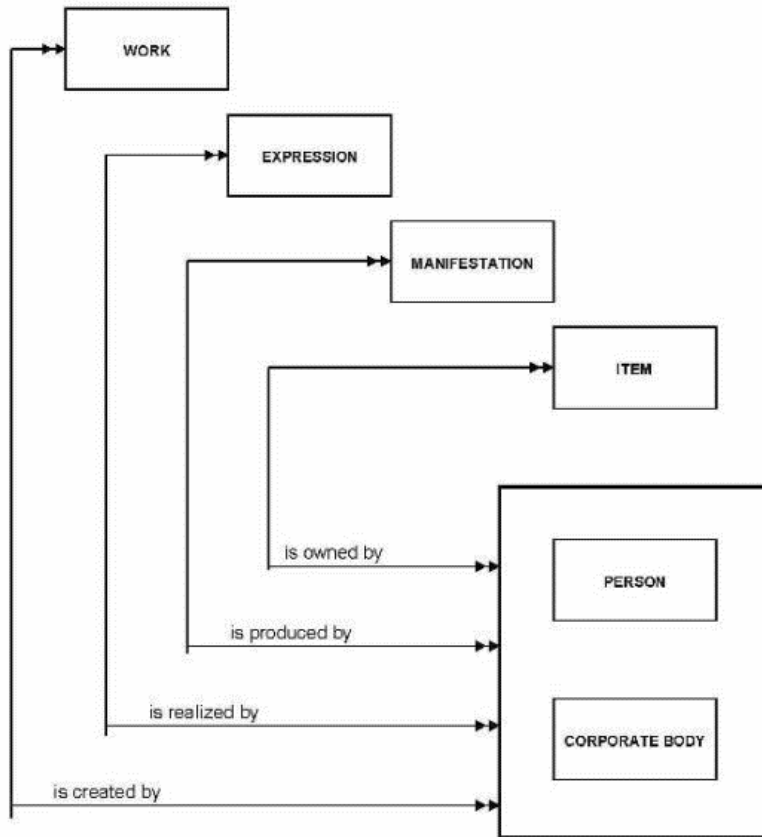 WORK
EXPRESSION
MANIFESTATION
ITEM
is owned by
PERSON
is produced by
is realized by
CORPORATE BODY
is created by